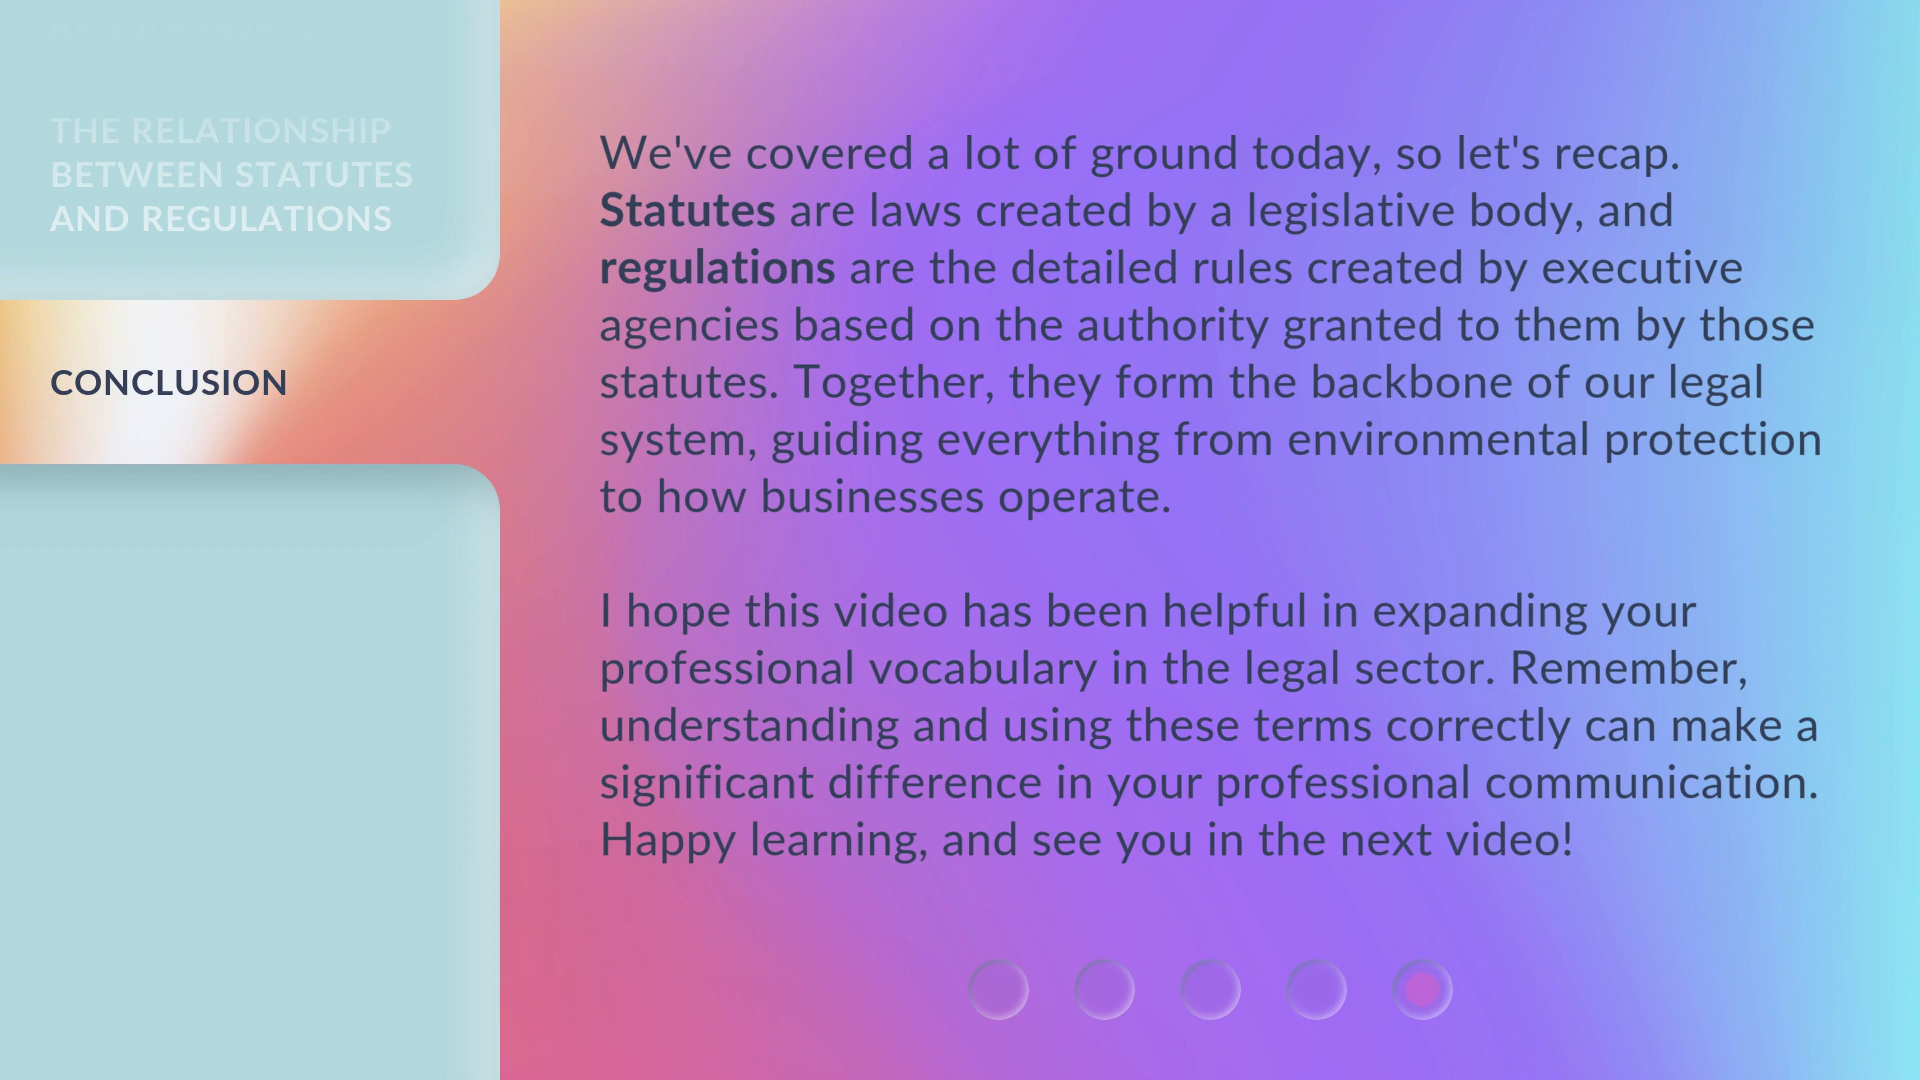 THE RELATIONSHIP
BETWEEN STATUTES
AND REGULATIONS
CONCLUSION
We've covered a lot of ground today, so let's recap.
Statutes are laws created by a legislative body, and
regulations are the detailed rules created by executive
agencies based on the authority granted to them by those
statutes. Together, they form the backbone of our legal
system, guiding everything from environmental protection
to how businesses operate.
I hope this video has been helpful in expanding your
professional vocabulary in the legal sector. Remember,
understanding and using these terms correctly can make a
significant difference in your professional communication.
Happy learning, and see you in the next video!